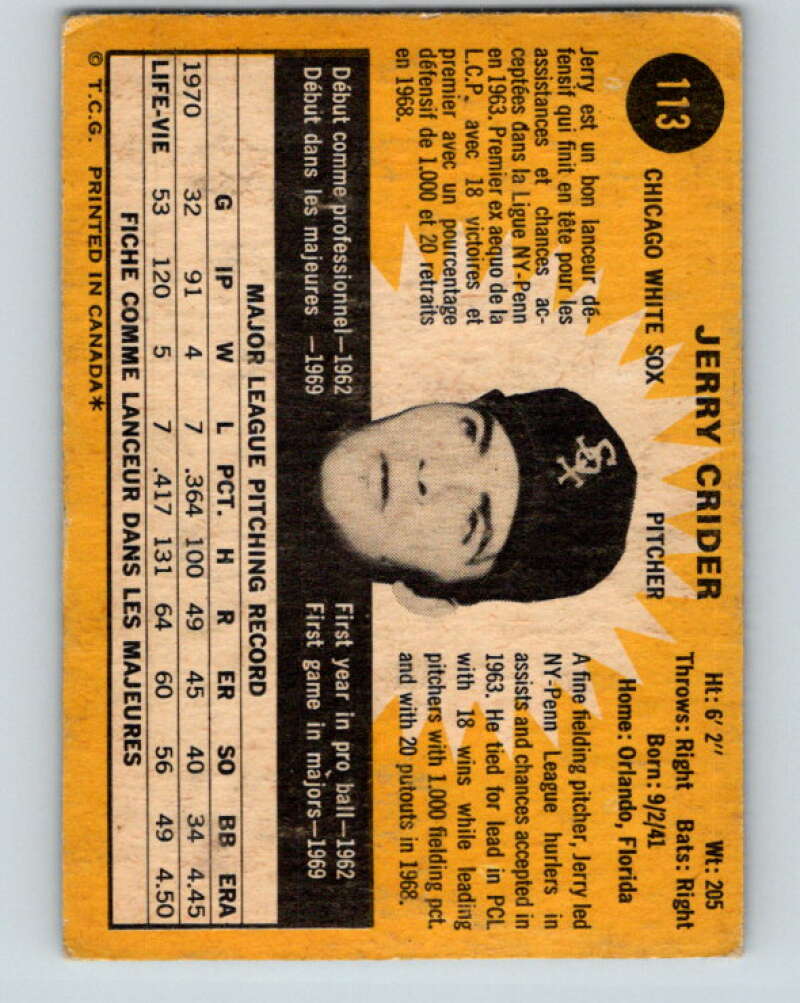 113
JERRY CRIDER
CHICAGO WHITE SOX PITCHER
Ht: 6' 2" Wt: 205
Throws: Right Bats: Right
Born: 9/2/41
Home: Orlando, Florida
Jerry est un bon lanceur dé-
fensif qui finit en tête pour les
assistances et chances ac-
ceptées dans la Ligue NY-Penn
en 1963. Premier ex aequo de la
L.C.P. avec 18 victoires et
premier avec un pourcentage
défensif de 1.000 et 20 retraits
en 1968.
A fine fielding pitcher, Jerry led
NY-Penn League hurlers in
assists and chances accepted in
1963. He tied for lead in PCL
with 18 wins while leading
pitchers with 1.000 fielding pct.
and with 20 putouts in 1968.
Début comme professionnel—1962
Début dans les majeures —1969
First year in pro ball—1962
First game in majors—1969
MAJOR LEAGUE PITCHING RECORD
G IP W L PCT. H R ER SO BB ERA
1970 32 91 4 7 .364 100 49 45 40 34 4.45
LIFE-VIE 53 120 5 7 .417 131 64 60 56 49 4.50
FICHE COMME LANCEUR DANS LES MAJEURES
© T.C.G. PRINTED IN CANADA*